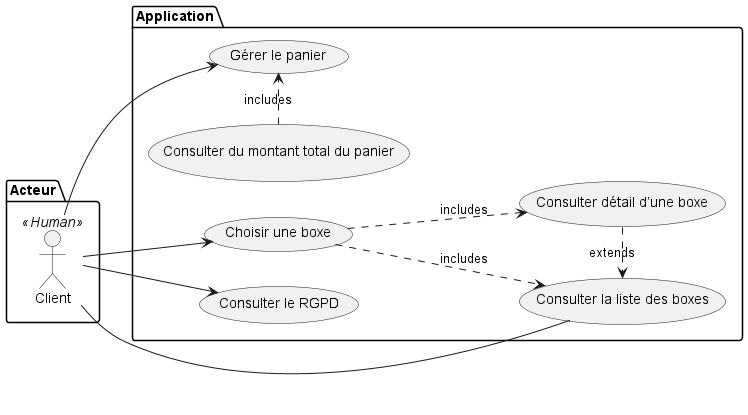 Application
Gérer le panier
includes
Consulter du montant total du panier
Acteur
«Human»
Client
Choisir une boxe
includes
Consulter détail d'une boxe
includes
extends
Consulter le RGPD
Consulter la liste des boxes